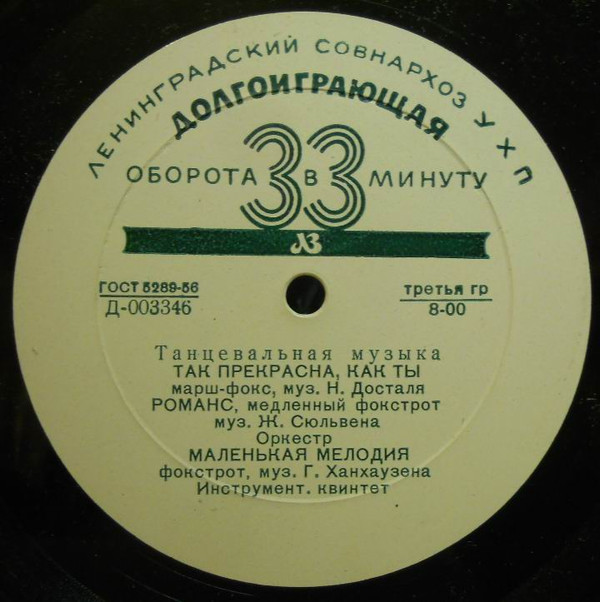 ЛЕНИНГРАДСКИЙ СОВНАРХОЗ УХП
ДОЛГОИГРАЮЩАЯ
ОБОРОТА 33 В МИНУТУ
ЛЗ
ГОСТ 5289-56
Д-003346
третья гр
8-00
Танцевальная музыка
ТАК ПРЕКРАСНА, КАК ТЫ
марш-фокс, муз. Н. Досталя
РОМАНС, медленный фокстрот
муз. Ж. Сюльвена
Оркестр
МАЛЕНЬКАЯ МЕЛОДИЯ
фокстрот, муз. Г. Ханхаузена
Инструмент. квинтет